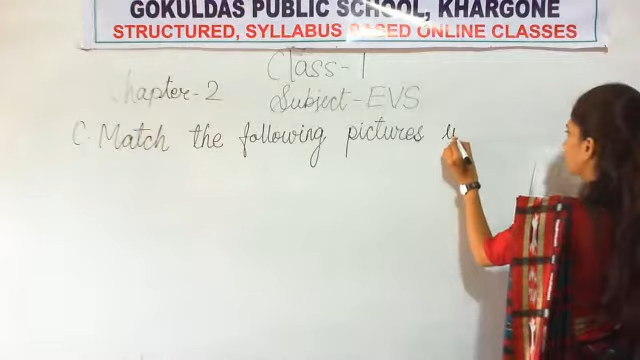 GOKULDAS PUBLIC SCHOOL, KHARGONE
STRUCTURED, SYLLABUS BASED ONLINE CLASSES
Class-1
Chapter-2 Subject-EVS
C. Match the following pictures